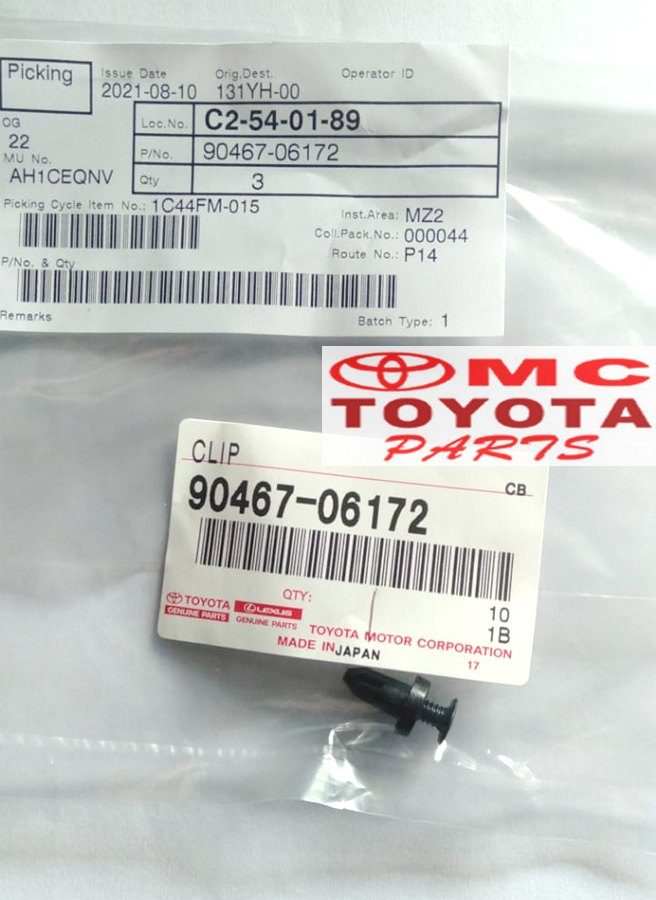 Picking
Issue Date
2021-08-10
Orig.Dest.
131YH-00
Operator ID
OG
22
MU No.
AH1CEQNV
Loc.No. C2-54-01-89
P/No. 90467-06172
Qty 3
Picking Cycle Item No.: 1C44FM-015
Inst.Area: MZ2
Coll.Pack.No.: 000044
Route No.: P14
P/No. & Qty
Remarks
Batch Type: 1
MC
TOYOTA
PARTS
CLIP
CB
90467-06172
QTY:
10
1B
TOYOTA
GENUINE PARTS
LEXUS
GENUINE PARTS
TOYOTA MOTOR CORPORATION
MADE IN JAPAN
17